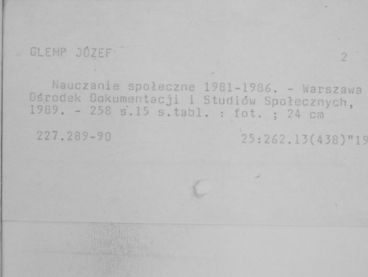 GLEMP JÓZEF
2
Nauczanie społeczne 1981-1986. - Warszawa
Ośrodek Dokumentacji i Studiów Społecznych,
1989. - 258 s.15 s.tabl. : fot. ; 24 cm
227.289-90 25:262.13(438)"19